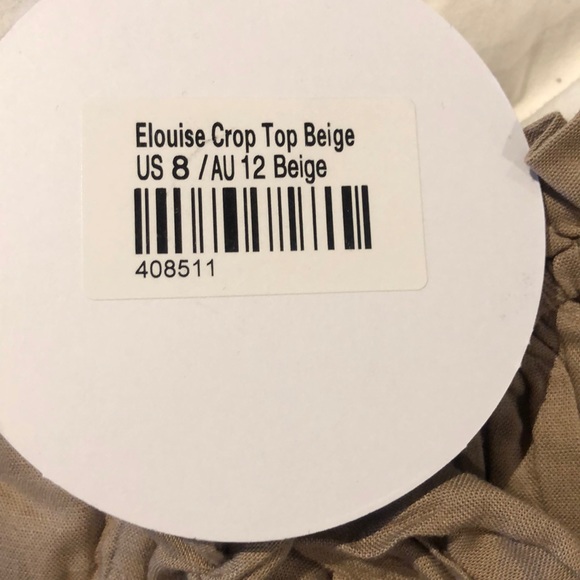 Elouise Crop Top Beige
US 8 / AU 12 Beige
408511